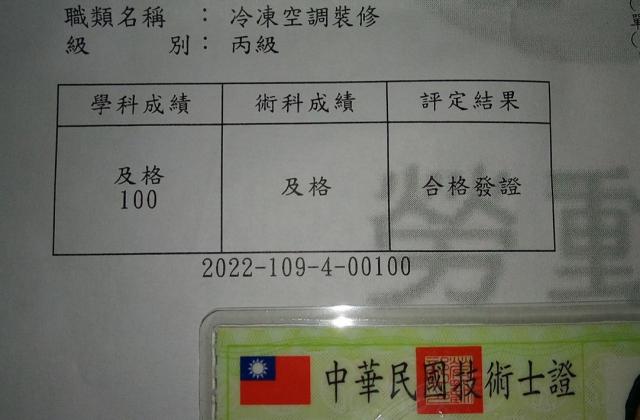 職類名稱 ： 冷凍空調裝修
級 別： 丙級
學科成績 術科成績 評定結果
及格 及格 合格發證
100
2022-109-4-00100
中華民國技術士證